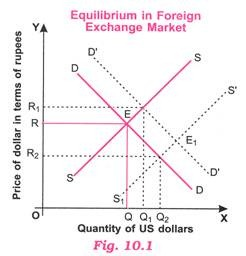 Equilibrium in Foreign
Exchange Market
Y
D'
D
S
S'
R1
E
R
E1
R2
D'
S
S1
D
O
Q Q1 Q2
X
Price of dollar in terms of rupees
Quantity of US dollars
Fig. 10.1